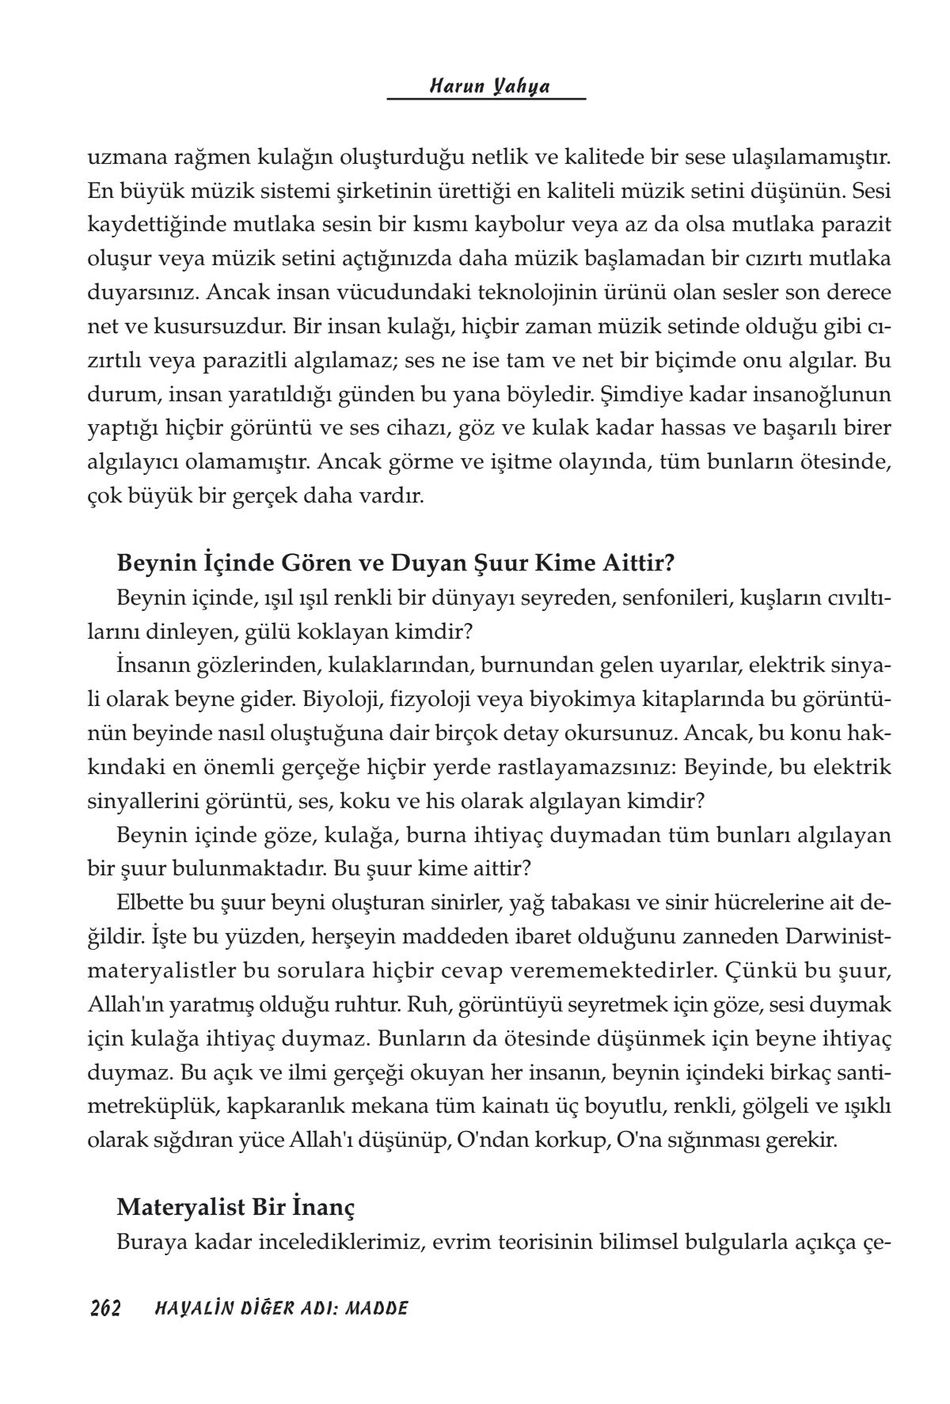 Harun Yahya
uzmana rağmen kulağın oluşturduğu netlik ve kalitede bir sese ulaşılamamıştır.
En büyük müzik sistemi şirketinin ürettiği en kaliteli müzik setini düşünün. Sesi
kaydettiğinde mutlaka sesin bir kısmı kaybolur veya az da olsa mutlaka parazit
oluşur veya müzik setini açtığınızda daha müzik başlamadan bir cızırtı mutlaka
duyarsınız. Ancak insan vücudundaki teknolojinin ürünü olan sesler son derece
net ve kusursuzdur. Bir insan kulağı, hiçbir zaman müzik setinde olduğu gibi cı-
zırtılı veya parazitli algılamaz; ses ne ise tam ve net bir biçimde onu algılar. Bu
durum, insan yaratıldığı günden bu yana böyledir. Şimdiye kadar insanoğlunun
yaptığı hiçbir görüntü ve ses cihazı, göz ve kulak kadar hassas ve başarılı birer
algılayıcı olamamıştır. Ancak görme ve işitme olayında, tüm bunların ötesinde,
çok büyük bir gerçek daha vardır.
Beynin İçinde Gören ve Duyan Şuur Kime Aittir?
Beynin içinde, ışıl ışıl renkli bir dünyayı seyreden, senfonileri, kuşların cıvıltı-
larını dinleyen, gülü koklayan kimdir?
İnsanın gözlerinden, kulaklarından, burnundan gelen uyarılar, elektrik sinya-
li olarak beyne gider. Biyoloji, fizyoloji veya biyokimya kitaplarında bu görüntü-
nün beyinde nasıl oluştuğuna dair birçok detay okursunuz. Ancak, bu konu hak-
kındaki en önemli gerçeğe hiçbir yerde rastlayamazsınız: Beyinde, bu elektrik
sinyallerini görüntü, ses, koku ve his olarak algılayan kimdir?
Beynin içinde göze, kulağa, burna ihtiyaç duymadan tüm bunları algılayan
bir şuur bulunmaktadır. Bu şuur kime aittir?
Elbette bu şuur beyni oluşturan sinirler, yağ tabakası ve sinir hücrelerine ait de-
ğildir. İşte bu yüzden, herşeyin maddeden ibaret olduğunu zanneden Darwinist-
materyalistler bu sorulara hiçbir cevap verememektedirler. Çünkü bu şuur,
Allah'ın yaratmış olduğu ruhtur. Ruh, görüntüyü seyretmek için göze, sesi duymak
için kulağa ihtiyaç duymaz. Bunların da ötesinde düşünmek için beyne ihtiyaç
duymaz. Bu açık ve ilmi gerçeği okuyan her insanın, beynin içindeki birkaç santi-
metreküplük, kapkaranlık mekana tüm kainatı üç boyutlu, renkli, gölgeli ve ışıklı
olarak sığdıran yüce Allah'ı düşünüp, O'ndan korkup, O'na sığınması gerekir.
Materyalist Bir İnanç
Buraya kadar incelediklerimiz, evrim teorisinin bilimsel bulgularla açıkça çe-
262 HAYALİN DİĞER ADI: MADDE